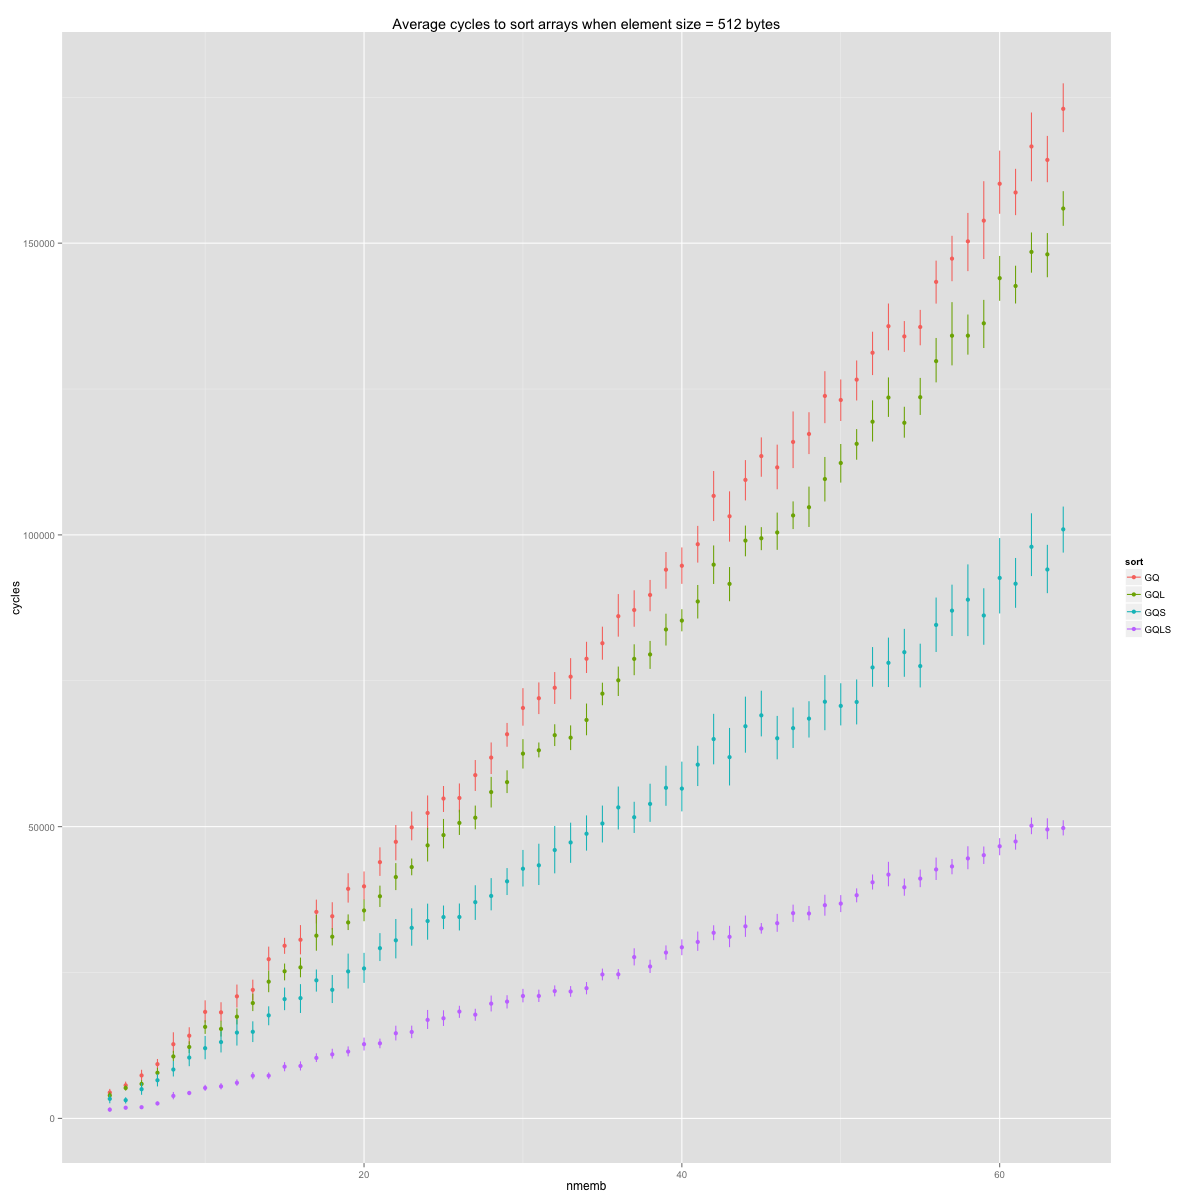 Average cycles to sort arrays when element size = 512 bytes
150000
100000
50000
0
cycles
20
40
60
nmemb
sort
GQ
GQL
GQS
GQLS